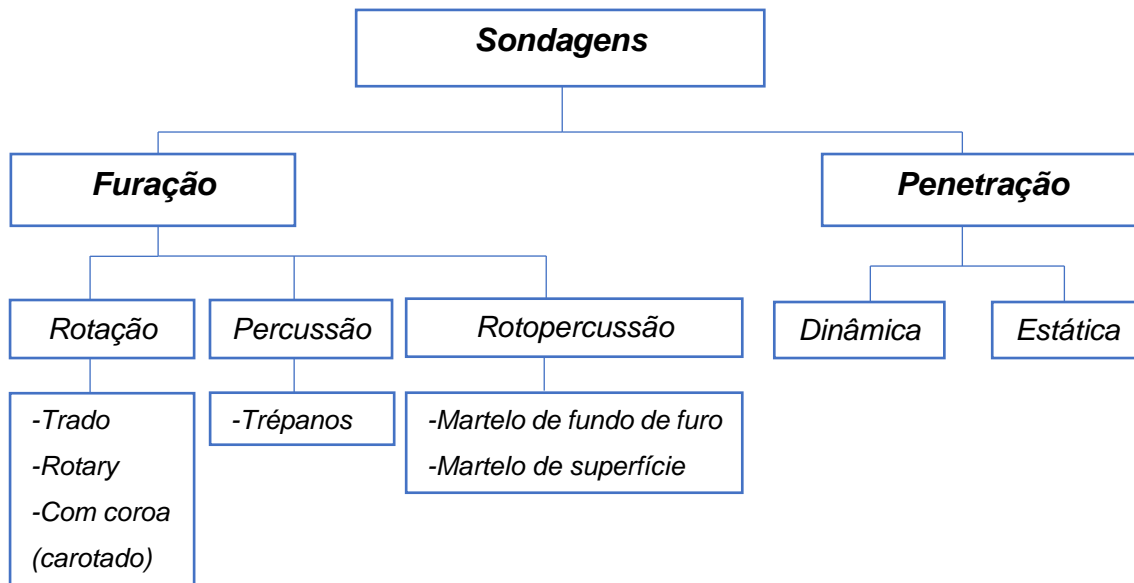 Sondagens
Furação
Penetração
Rotação
Percussão
Rotopercussão
Dinâmica
Estática
-Trado
-Rotary
-Com coroa
(carotado)
-Trépanos
-Martelo de fundo de furo
-Martelo de superfície